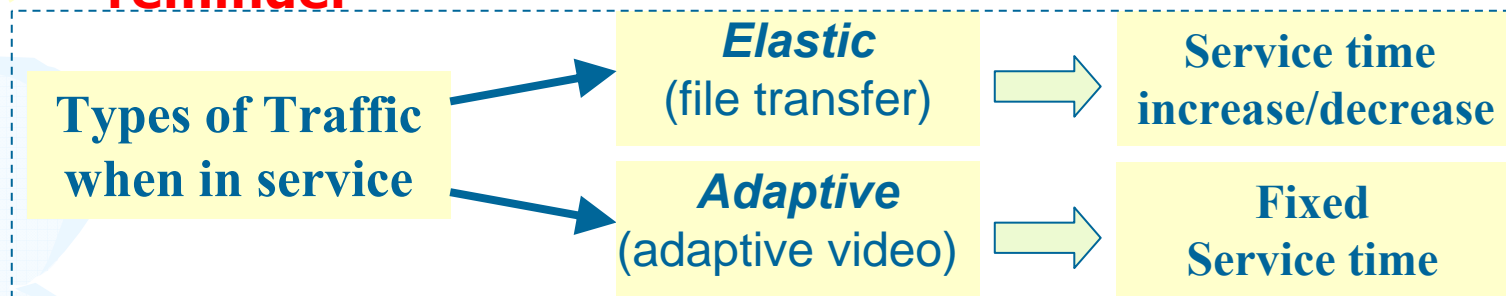 reminder
Types of Traffic
when in service
Elastic
(file transfer)
Service time
increase/decrease
Adaptive
(adaptive video)
Fixed
Service time